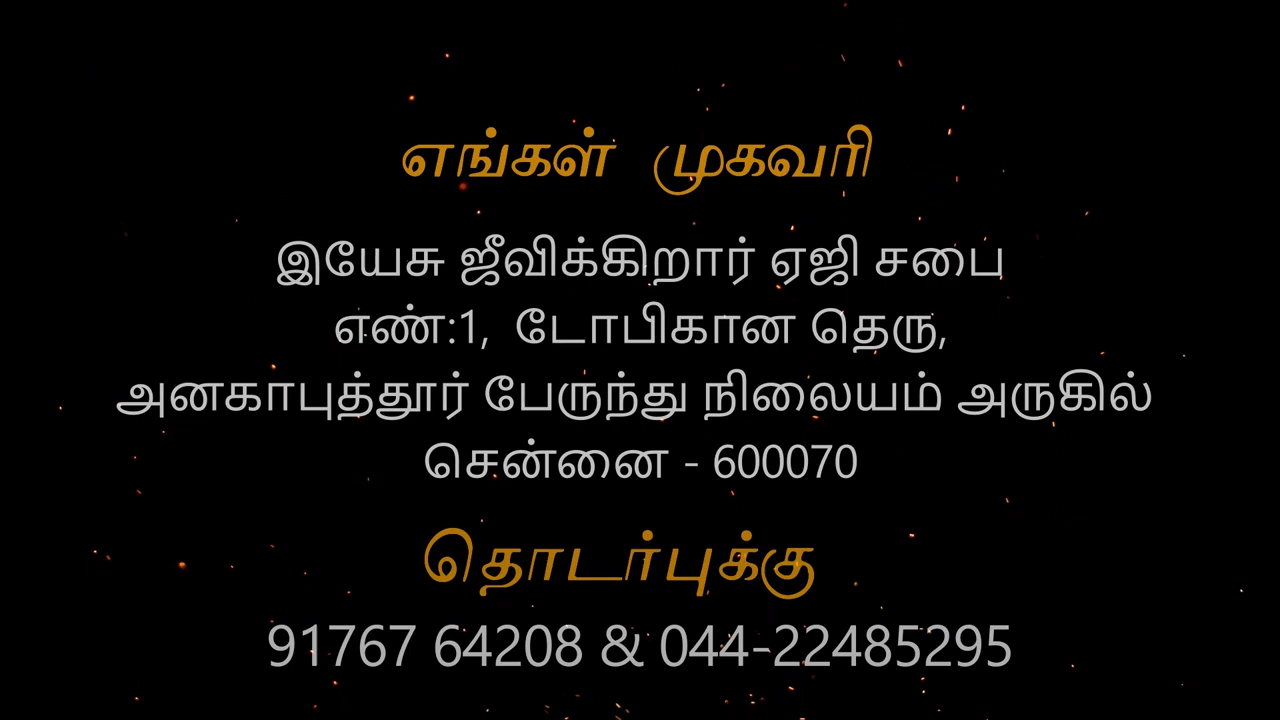 எங்கள் முகவரி
இயேசு ஜீவிக்கிறார் ஏஜி சபை
எண்:1, டோபிகான தெரு,
அனகாபுத்தூர் பேருந்து நிலையம் அருகில்
சென்னை - 600070
தொடர்புக்கு
91767 64208 & 044-22485295